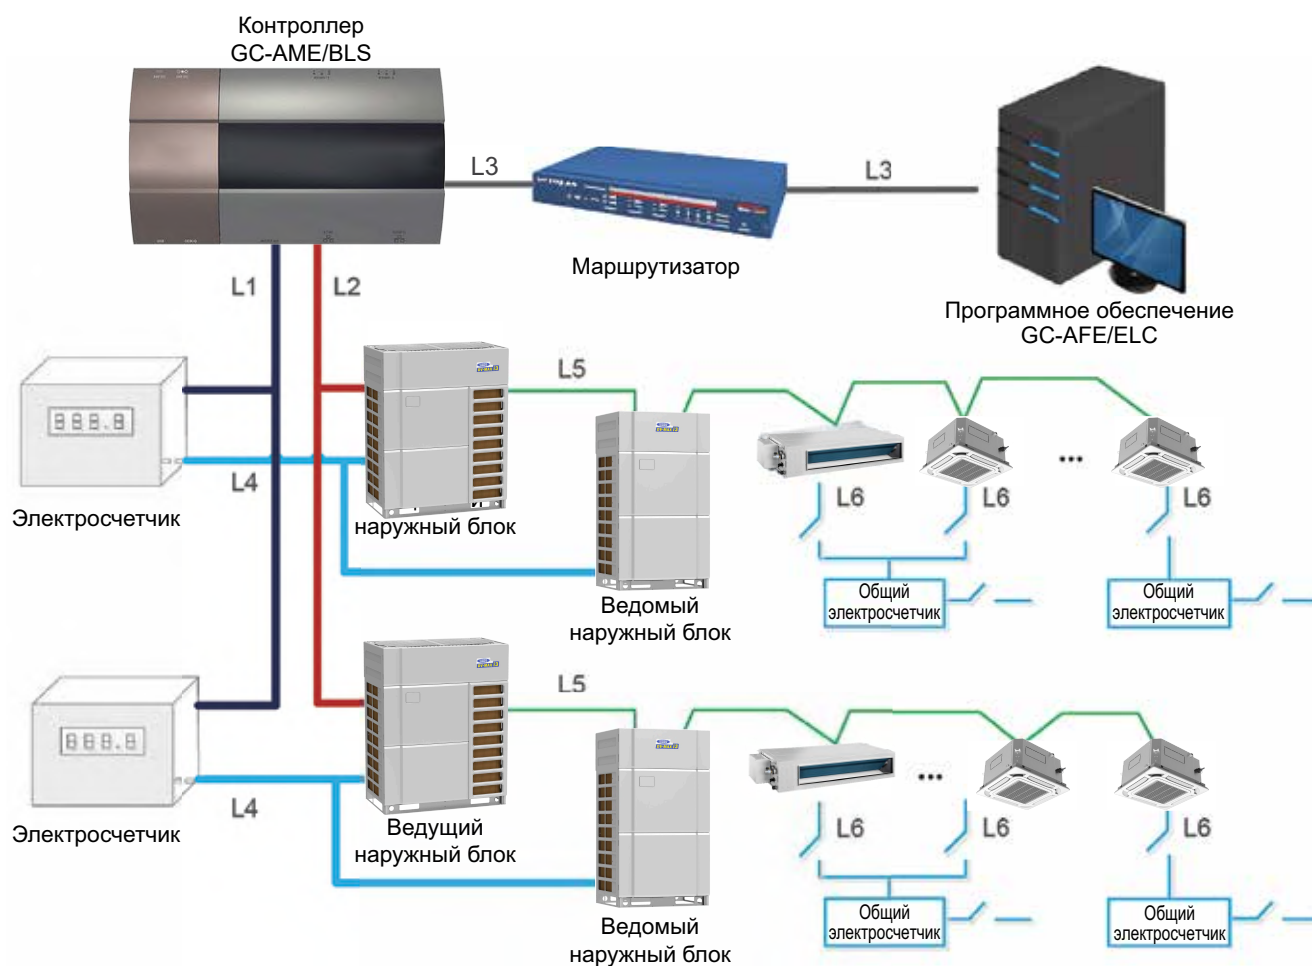 Контроллер
GC-AME/BLS
L3
L3
Маршрутизатор
Программное обеспечение
GC-AFE/ELC
L1
L2
L5
888.8
L4
L6
L6
L6
Электросчетчик
наружный блок
Общий
электросчетчик
Общий
электросчетчик
Ведомый
наружный блок
L5
888.8
L4
L6
L6
L6
Электросчетчик
Ведущий
наружный блок
Общий
электросчетчик
Общий
электросчетчик
Ведомый
наружный блок